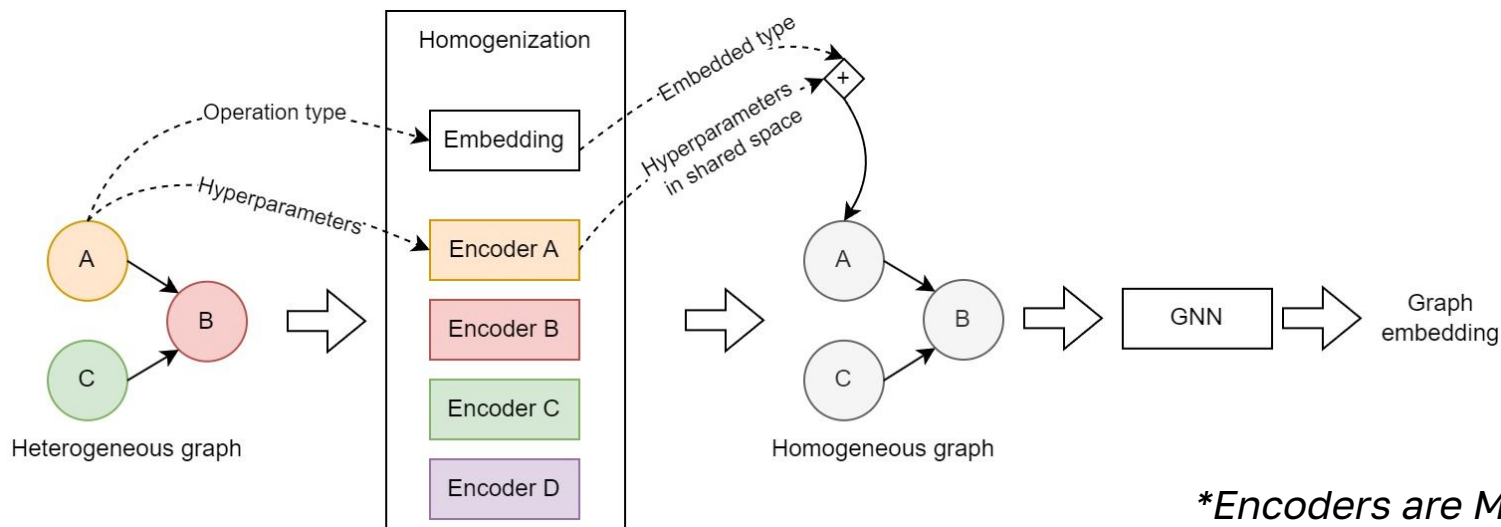 Homogenization
Operation type
Embedding
Embedded type
+
Hyperparameters
in shared space
Hyperparameters
Encoder A
Encoder B
Encoder C
Encoder D
A
B
C
Heterogeneous graph
A
B
C
Homogeneous graph
GNN
Graph
embedding
*Encoders are M